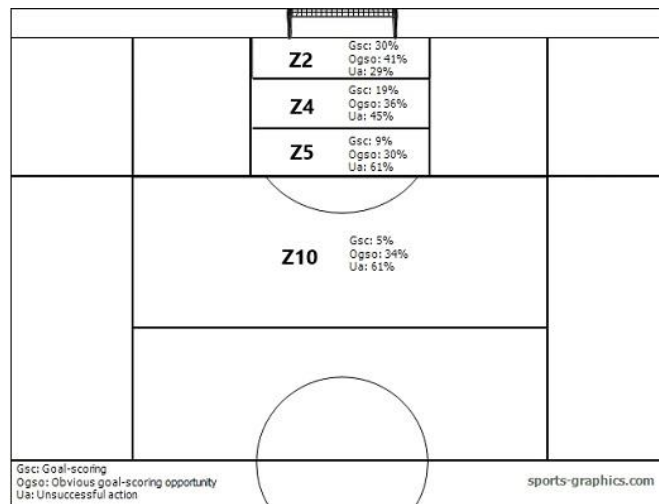 Z2
Gsc: 30%
Ogso: 41%
Ua: 29%
Z4
Gsc: 19%
Ogso: 36%
Ua: 45%
Z5
Gsc: 9%
Ogso: 30%
Ua: 61%
Z10
Gsc: 5%
Ogso: 34%
Ua: 61%
Gsc: Goal-scoring
Ogso: Obvious goal-scoring opportunity
Ua: Unsuccessful action
sports-graphics.com